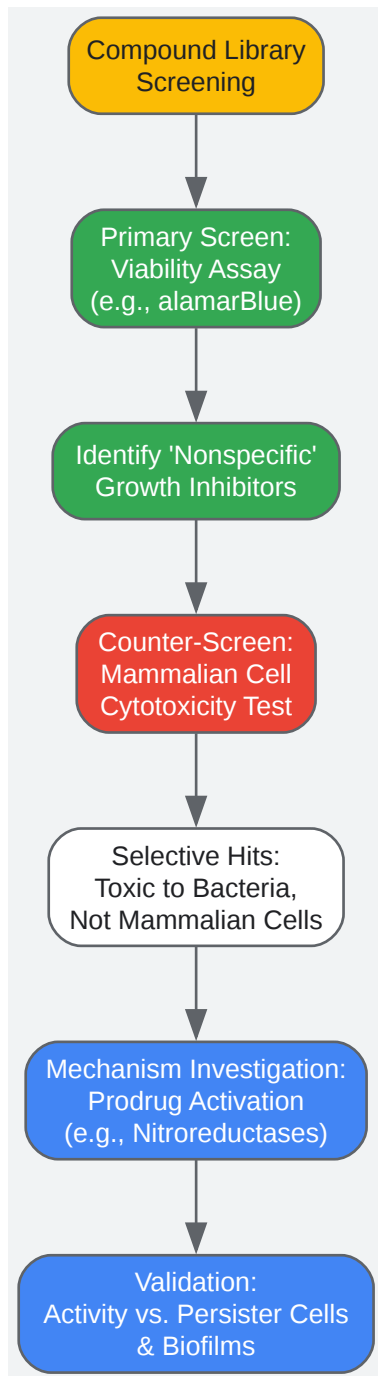 Compound Library
Screening
Primary Screen:
Viability Assay
(e.g., alamarBlue)
Identify 'Nonspecific'
Growth Inhibitors
Counter-Screen:
Mammalian Cell
Cytotoxicity Test
Selective Hits:
Toxic to Bacteria,
Not Mammalian Cells
Mechanism Investigation:
Prodrug Activation
(e.g., Nitroreductases)
Validation:
Activity vs. Persister Cells
& Biofilms